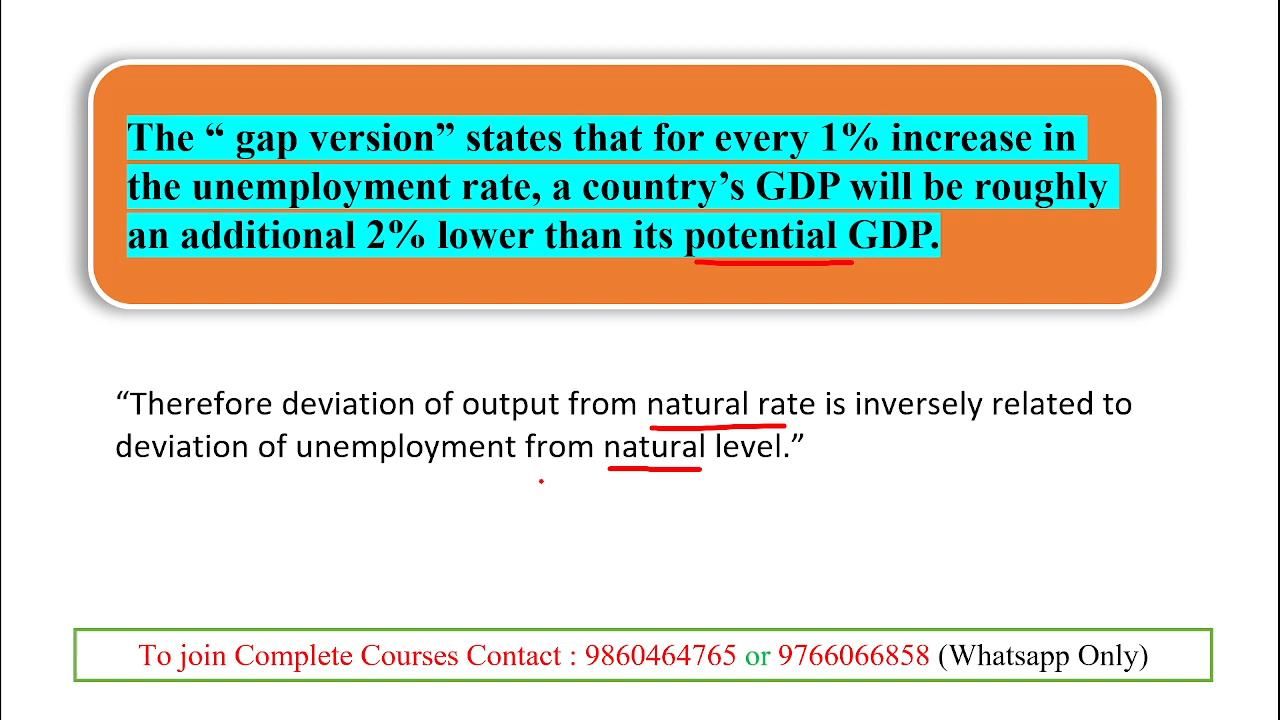 The “ gap version” states that for every 1% increase in
the unemployment rate, a country’s GDP will be roughly
an additional 2% lower than its potential GDP.
“Therefore deviation of output from natural rate is inversely related to
deviation of unemployment from natural level.”
To join Complete Courses Contact : 9860464765 or 9766066858 (Whatsapp Only)